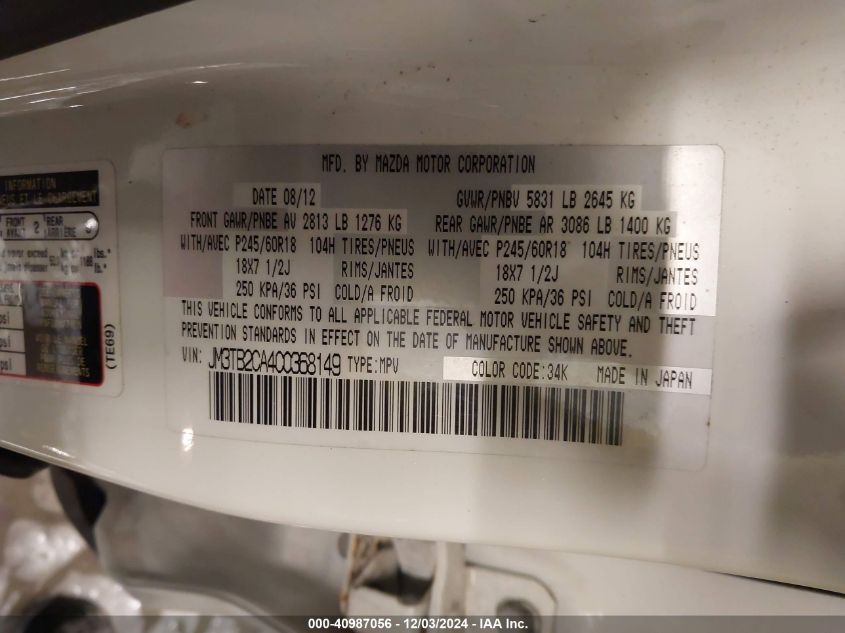 MFD. BY MAZDA MOTOR CORPORATION
DATE 08/12 GVWR/PNBV 5831 LB 2645 KG
FRONT GAWR/PNBE AV 2813 LB 1276 KG REAR GAWR/PNBE AR 3086 LB 1400 KG
WITH/AVEC P245/60R18 104H TIRES/PNEUS WITH/AVEC P245/60R18 104H TIRES/PNEUS
18X7 1/2J RIMS/JANTES 18X7 1/2J RIMS/JANTES
250 KPA/36 PSI COLD/A FROID 250 KPA/36 PSI COLD/A FROID
THIS VEHICLE CONFORMS TO ALL APPLICABLE FEDERAL MOTOR VEHICLE SAFETY AND THEFT
PREVENTION STANDARDS IN EFFECT ON THE DATE OF MANUFACTURE SHOWN ABOVE.
VIN: JM3TB2CA4C0368149 TYPE:MPV COLOR CODE:34K MADE IN JAPAN
INFORMATION
FRONT 2 REAR
(TE69)
000-40987056 - 12/03/2024 - IAA Inc.